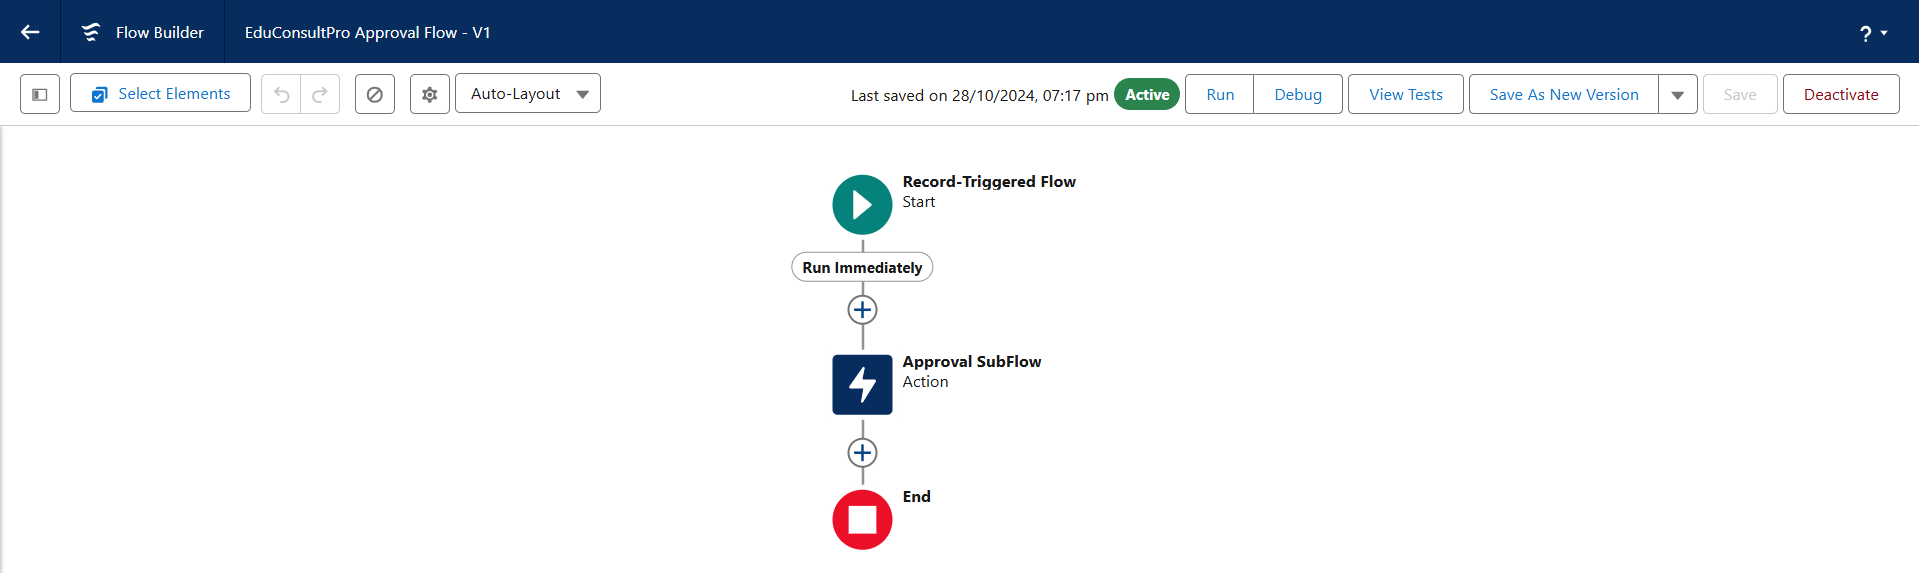 Flow Builder
EduConsultPro Approval Flow - V1
?
Select Elements
Auto-Layout
Last saved on 28/10/2024, 07:17 pm
Active
Run
Debug
View Tests
Save As New Version
Save
Deactivate
Record-Triggered Flow
Start
Run Immediately
Approval SubFlow
Action
End